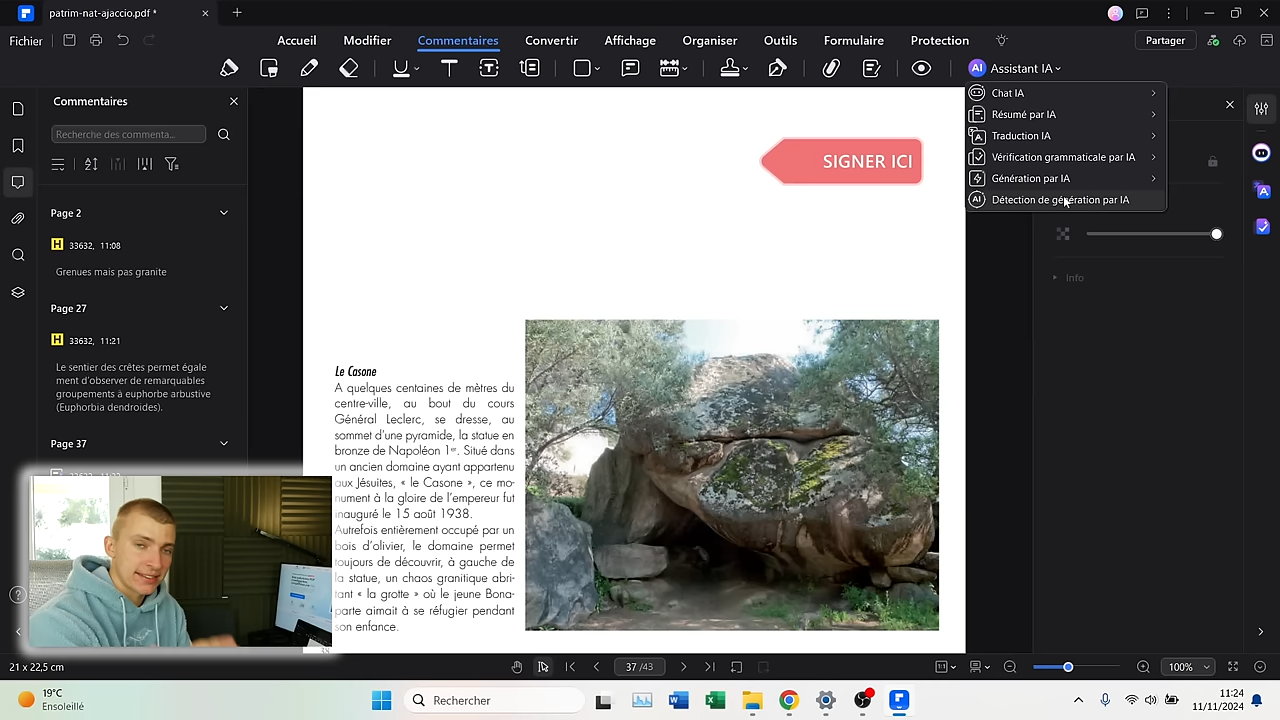 patrim-nat-ajaccio.pdf *
Fichier
Accueil
Modifier
Commentaires
Convertir
Affichage
Organiser
Outils
Formulaire
Protection
Partager
AI Assistant IA
Chat IA
Résumé par IA
Traduction IA
Vérification grammaticale par IA
Génération par IA
Détection de génération par IA
Info
Commentaires
Recherche des commenta...
Page 2
33632, 11:08
Grenues mais pas granite
Page 27
33632, 11:21
Le sentier des crêtes permet égale
ment d'observer de remarquables
groupements à euphorbe arbustive
(Euphorbia dendroides).
Page 37
SIGNER ICI
Le Casone
A quelques centaines de mètres du
centre-ville, au bout du cours
Général Leclerc, se dresse, au
sommet d'une pyramide, la statue en
bronze de Napoléon 1er. Situé dans
un ancien domaine ayant appartenu
aux Jésuites, « le Casone », ce mo-
nument à la gloire de l'empereur fut
inauguré le 15 août 1938.
Autrefois entièrement occupé par un
bois d'olivier, le domaine permet
toujours de découvrir, à gauche de
la statue, un chaos granitique abri-
tant « la grotte » où le jeune Bona-
parte aimait à se réfugier pendant
son enfance.
21 x 22,5 cm
37 /43
100%
19°C
Ensoleillé
Rechercher
11:24
11/11/2024